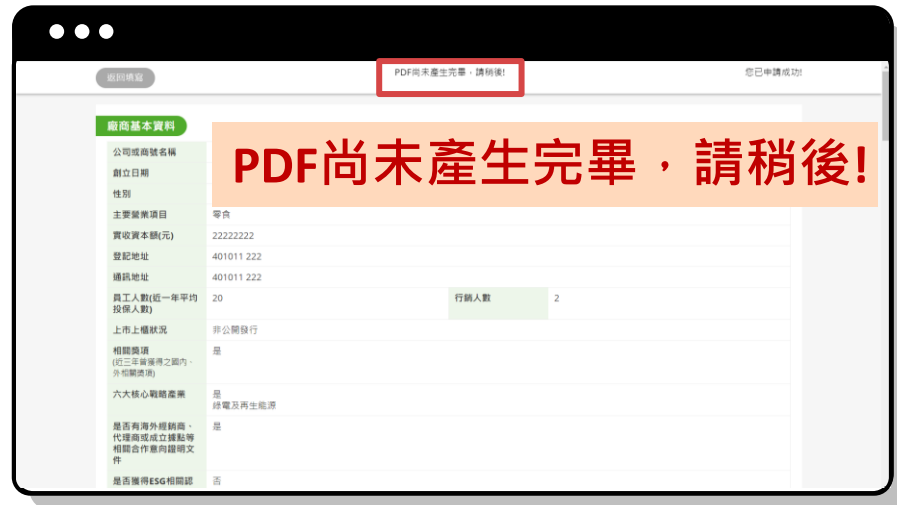 返回填寫
PDF尚未產生完畢，請稍後!
您已申請成功!
廠商基本資料
PDF尚未產生完畢，請稍後!
公司或商號名稱
創立日期
性別
主要營業項目 零食
實收資本額(元) 22222222
登記地址 401011 222
通訊地址 401011 222
員工人數(近一年平均
投保人數)
20
行銷人數 2
上市上櫃狀況 非公開發行
相關獎項
(近三年曾獲得之國內、
外相關獎項)
是
六大核心戰略產業 是
綠電及再生能源
是否有海外經銷商、
代理商或成立據點等
相關合作意向證明文
件
是
是否獲得ESG相關認 否